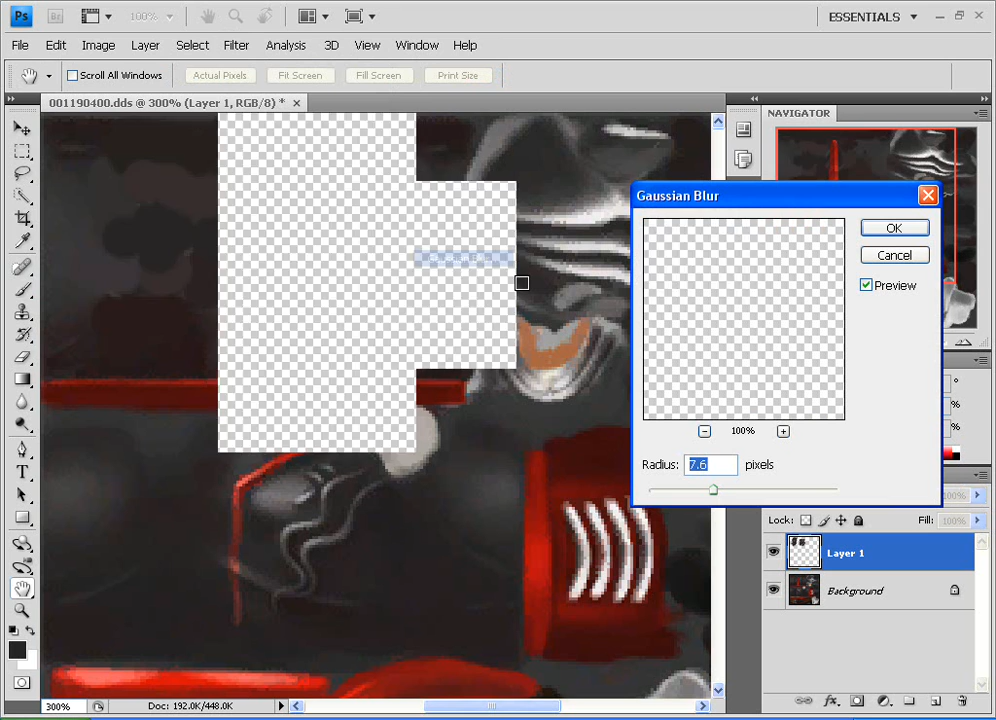 Ps Br 100% ESSENTIALS
File Edit Image Layer Select Filter Analysis 3D View Window Help
Scroll All Windows Actual Pixels Fit Screen Fill Screen Print Size
001190400.dds @ 300% (Layer 1, RGB/8) *
NAVIGATOR
Gaussian Blur
OK
Cancel
Preview
100%
Radius: 7.6 pixels
°
%
%
100%
Lock: Fill: 100%
Layer 1
Background
T
fx
300% Doc: 192.0K/448.0K